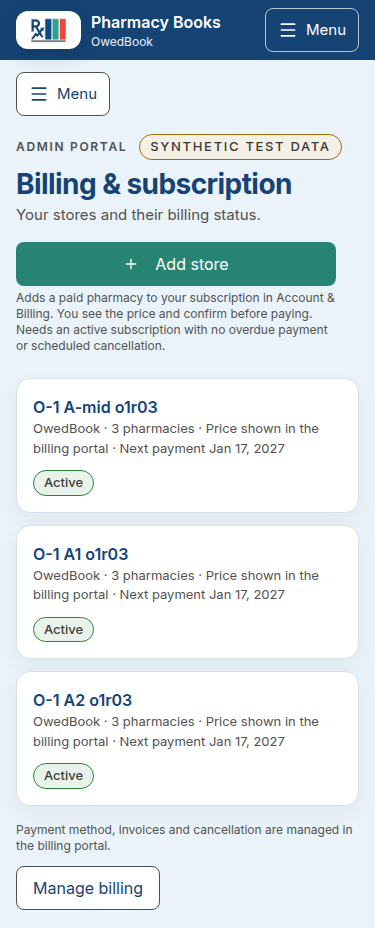 Pharmacy Books
OwedBook
Menu
Menu
ADMIN PORTAL
SYNTHETIC TEST DATA
Billing & subscription
Your stores and their billing status.
+ Add store
Adds a paid pharmacy to your subscription in Account &
Billing. You see the price and confirm before paying.
Needs an active subscription with no overdue payment
or scheduled cancellation.
O-1 A-mid o1r03
OwedBook · 3 pharmacies · Price shown in the
billing portal · Next payment Jan 17, 2027
Active
O-1 A1 o1r03
OwedBook · 3 pharmacies · Price shown in the
billing portal · Next payment Jan 17, 2027
Active
O-1 A2 o1r03
OwedBook · 3 pharmacies · Price shown in the
billing portal · Next payment Jan 17, 2027
Active
Payment method, invoices and cancellation are managed in
the billing portal.
Manage billing